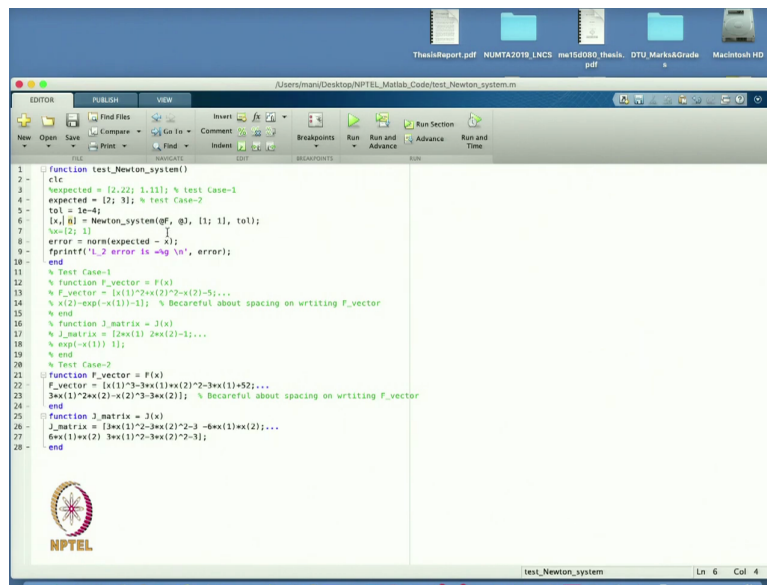 ThesisReport.pdf NUMTA2019_LNCS me15d080_thesis. DTU_Marks&Grade Macintosh HD
pdf s
/Users/mani/Desktop/NPTEL_Matlab_Code/test_Newton_system.m
EDITOR PUBLISH VIEW
Find Files Insert fx
Compare Go To Comment Run Section
New Open Save Print Find Indent Breakpoints Run Run and Advance Run and
Advance Time
FILE NAVIGATE EDIT BREAKPOINTS RUN
1 function test_Newton_system()
2 - clc
3 %expected = [2.22; 1.11]; % test Case-1
4 - expected = [2; 3]; % test Case-2
5 - tol = 1e-4;
6 - [x, n] = Newton_system(@F, @J, [1; 1], tol);
7 %x=[2; 1]
8 - error = norm(expected - x);
9 - fprintf('L_2 error is =%g \n', error);
10 - end
11 % Test Case-1
12 % function F_vector = F(x)
13 % F_vector = [x(1)^2+x(2)^2-x(2)-5;...
14 % x(2)-exp(-x(1))-1]; % Becareful about spacing on wrtiting F_vector
15 % end
16 % function J_matrix = J(x)
17 % J_matrix = [2*x(1) 2*x(2)-1;...
18 % exp(-x(1)) 1];
19 % end
20 % Test Case-2
21 function F_vector = F(x)
22 - F_vector = [x(1)^3-3*x(1)*x(2)^2-3*x(1)+52;...
23 3*x(1)^2*x(2)-x(2)^3-3*x(2)]; % Becareful about spacing on wrtiting F_vector
24 - end
25 function J_matrix = J(x)
26 - J_matrix = [3*x(1)^2-3*x(2)^2-3 -6*x(1)*x(2);...
27 6*x(1)*x(2) 3*x(1)^2-3*x(2)^2-3];
28 - end
NPTEL
test_Newton_system Ln 6 Col 4